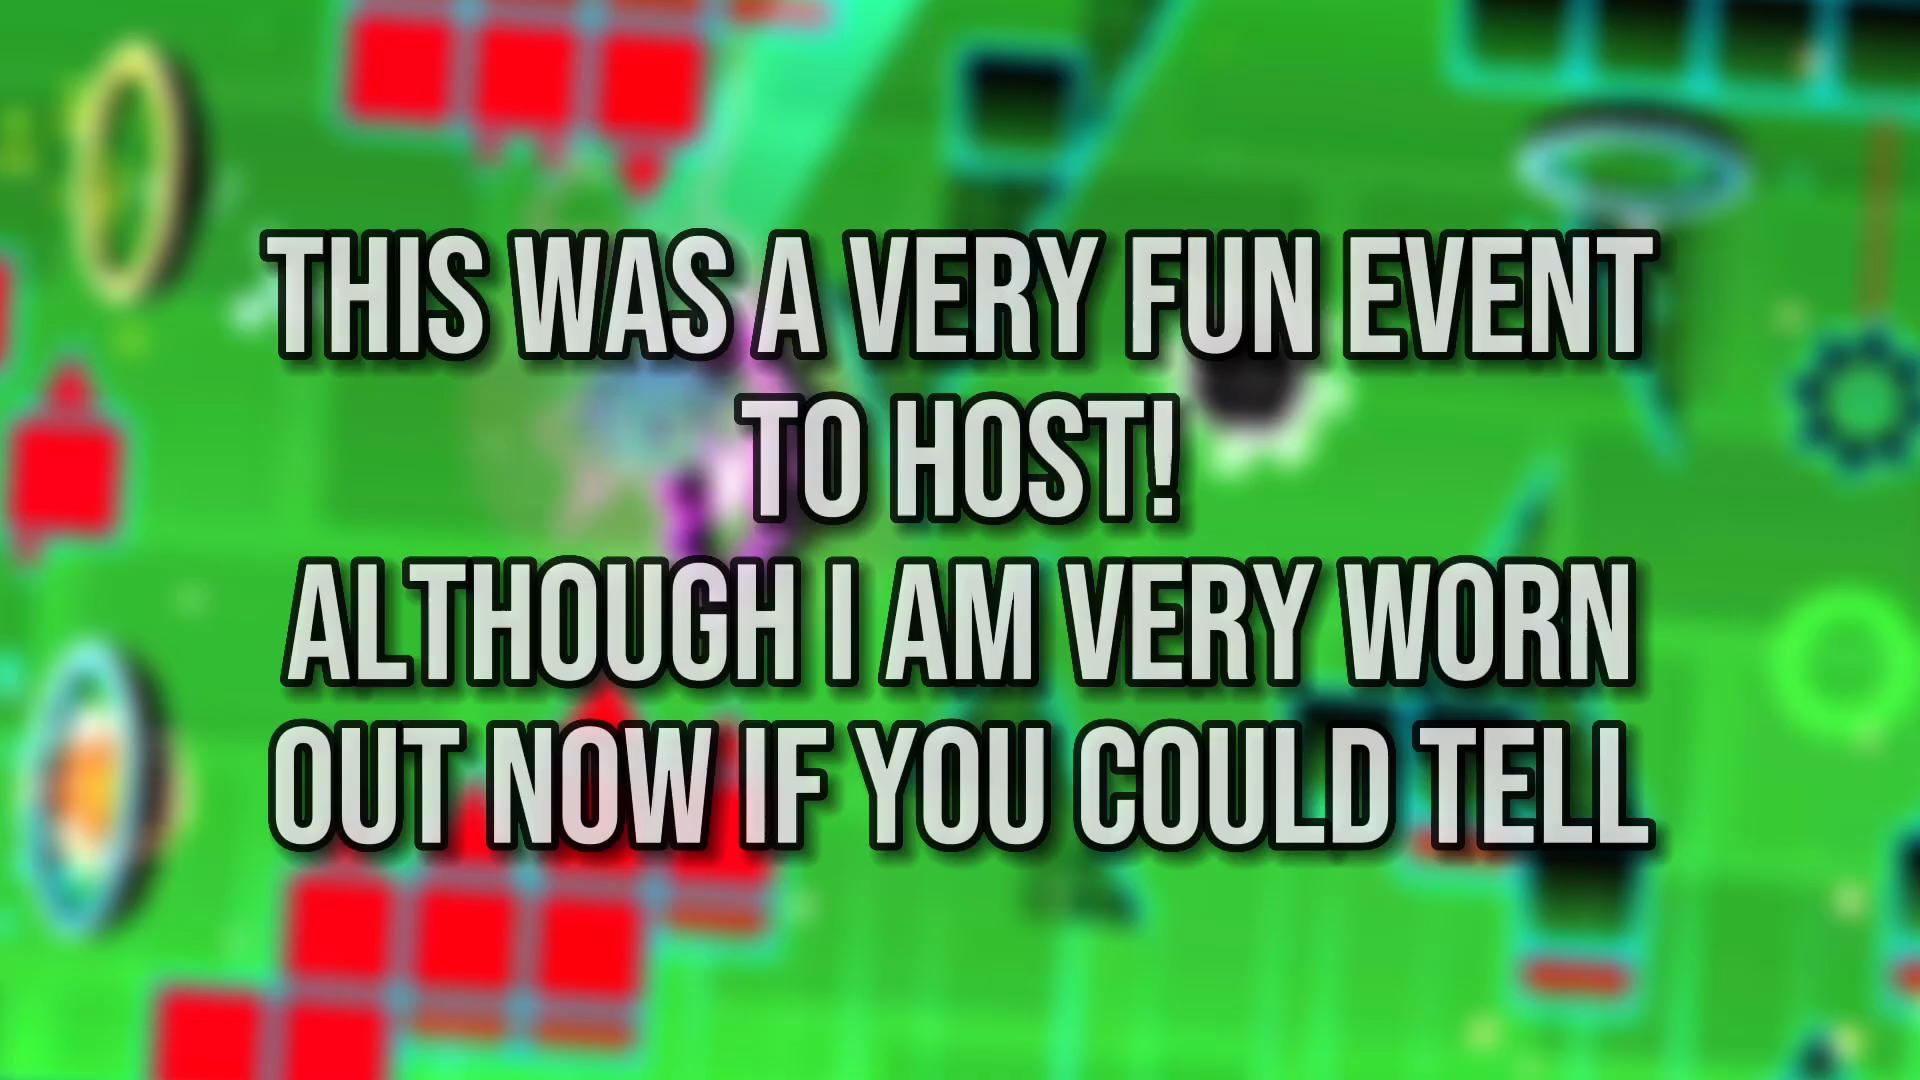 THIS WAS A VERY FUN EVENT
TO HOST!
ALTHOUGH I AM VERY WORN
OUT NOW IF YOU COULD TELL